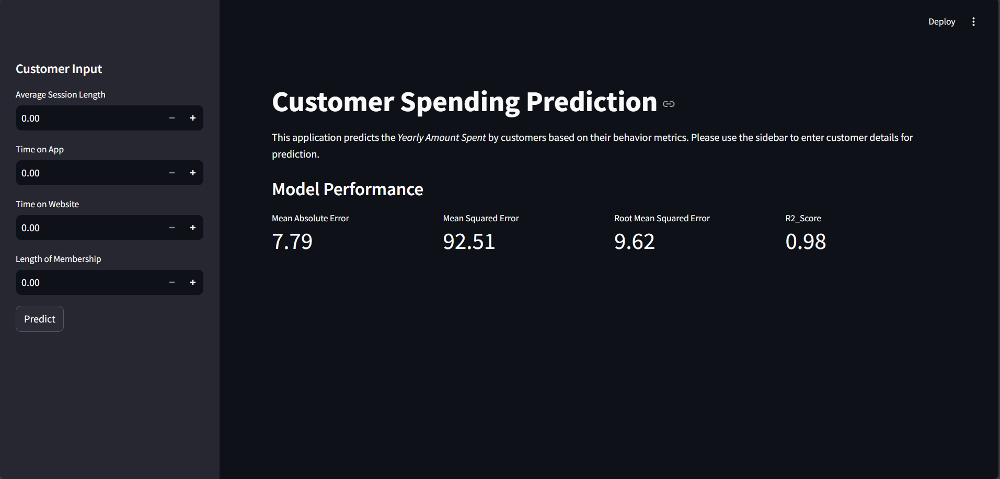 Deploy
Customer Input
Average Session Length
0.00
Time on App
0.00
Time on Website
0.00
Length of Membership
0.00
Predict
Customer Spending Prediction
This application predicts the Yearly Amount Spent by customers based on their behavior metrics. Please use the sidebar to enter customer details for
prediction.
Model Performance
Mean Absolute Error
7.79
Mean Squared Error
92.51
Root Mean Squared Error
9.62
R2_Score
0.98